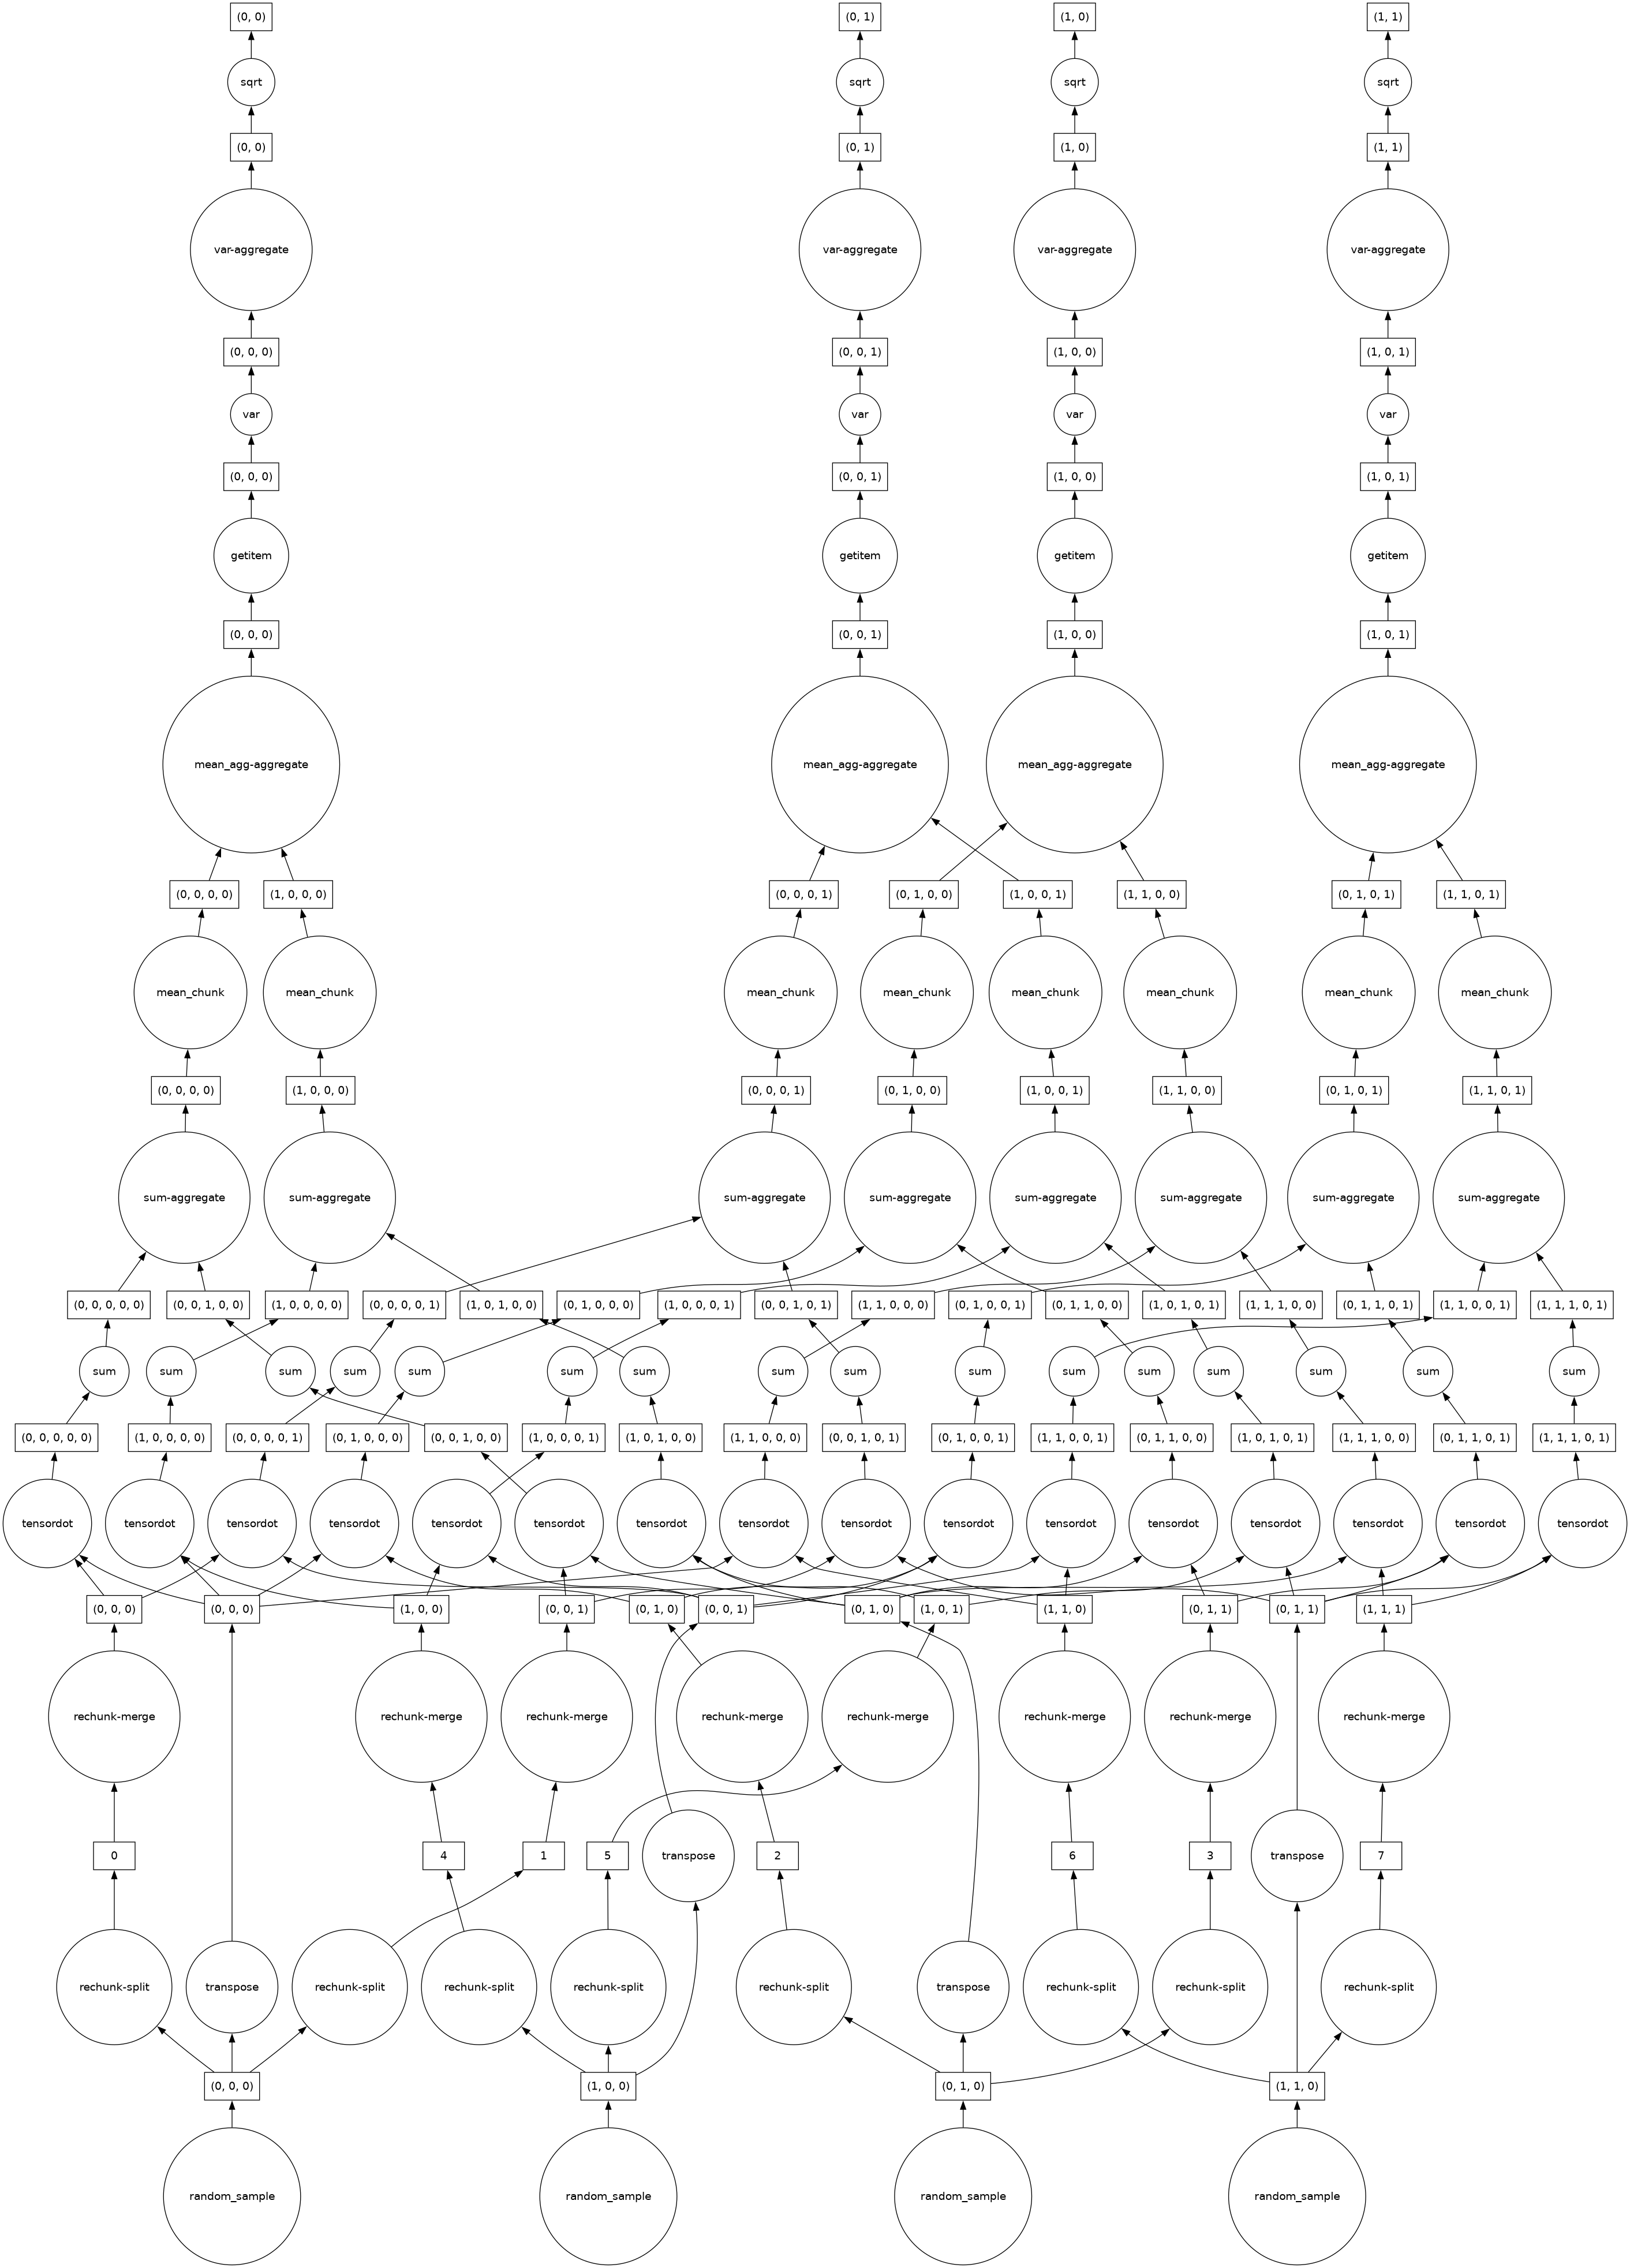 (0, 0) (0, 1) (1, 0) (1, 1)
sqrt sqrt sqrt sqrt
(0, 0) (0, 1) (1, 0) (1, 1)
var-aggregate var-aggregate var-aggregate var-aggregate
(0, 0, 0) (0, 0, 1) (1, 0, 0) (1, 0, 1)
var var var var
(0, 0, 0) (0, 0, 1) (1, 0, 0) (1, 0, 1)
getitem getitem getitem getitem
(0, 0, 0) (0, 0, 1) (1, 0, 0) (1, 0, 1)
mean_agg-aggregate mean_agg-aggregate mean_agg-aggregate mean_agg-aggregate
(0, 0, 0, 0) (1, 0, 0, 0) (0, 0, 0, 1) (0, 1, 0, 0) (1, 0, 0, 1) (1, 1, 0, 0) (0, 1, 0, 1) (1, 1, 0, 1)
mean_chunk mean_chunk mean_chunk mean_chunk mean_chunk mean_chunk mean_chunk mean_chunk
(0, 0, 0, 0) (1, 0, 0, 0) (0, 0, 0, 1) (0, 1, 0, 0) (1, 0, 0, 1) (1, 1, 0, 0) (0, 1, 0, 1) (1, 1, 0, 1)
sum-aggregate sum-aggregate sum-aggregate sum-aggregate sum-aggregate sum-aggregate sum-aggregate sum-aggregate
(0, 0, 0, 0, 0) (0, 0, 1, 0, 0) (1, 0, 0, 0, 0) (0, 0, 0, 0, 1) (1, 0, 1, 0, 0) (0, 1, 0, 0, 0) (1, 0, 0, 0, 1) (0, 0, 1, 0, 1) (1, 1, 0, 0, 0) (0, 1, 0, 0, 1) (0, 1, 1, 0, 0) (1, 0, 1, 0, 1) (1, 1, 1, 0, 0) (0, 1, 1, 0, 1) (1, 1, 0, 0, 1) (1, 1, 1, 0, 1)
sum sum sum sum sum sum sum sum sum sum sum sum sum sum sum sum
(0, 0, 0, 0, 0) (1, 0, 0, 0, 0) (0, 0, 0, 0, 1) (0, 1, 0, 0, 0) (0, 0, 1, 0, 0) (1, 0, 0, 0, 1) (1, 0, 1, 0, 0) (1, 1, 0, 0, 0) (0, 0, 1, 0, 1) (0, 1, 0, 0, 1) (1, 1, 0, 0, 1) (0, 1, 1, 0, 0) (1, 0, 1, 0, 1) (1, 1, 1, 0, 0) (0, 1, 1, 0, 1) (1, 1, 1, 0, 1)
tensordot tensordot tensordot tensordot tensordot tensordot tensordot tensordot tensordot tensordot tensordot tensordot tensordot tensordot tensordot tensordot
(0, 0, 0) (0, 0, 0) (1, 0, 0) (0, 0, 1) (0, 1, 0) (0, 0, 1) (0, 1, 0) (1, 0, 1) (1, 1, 0) (0, 1, 1) (0, 1, 1) (1, 1, 1)
rechunk-merge rechunk-merge rechunk-merge rechunk-merge rechunk-merge rechunk-merge rechunk-merge rechunk-merge
0 4 1 5 transpose 2 6 3 transpose 7
rechunk-split transpose rechunk-split rechunk-split rechunk-split rechunk-split transpose rechunk-split rechunk-split rechunk-split
(0, 0, 0) (1, 0, 0) (0, 1, 0) (1, 1, 0)
random_sample random_sample random_sample random_sample